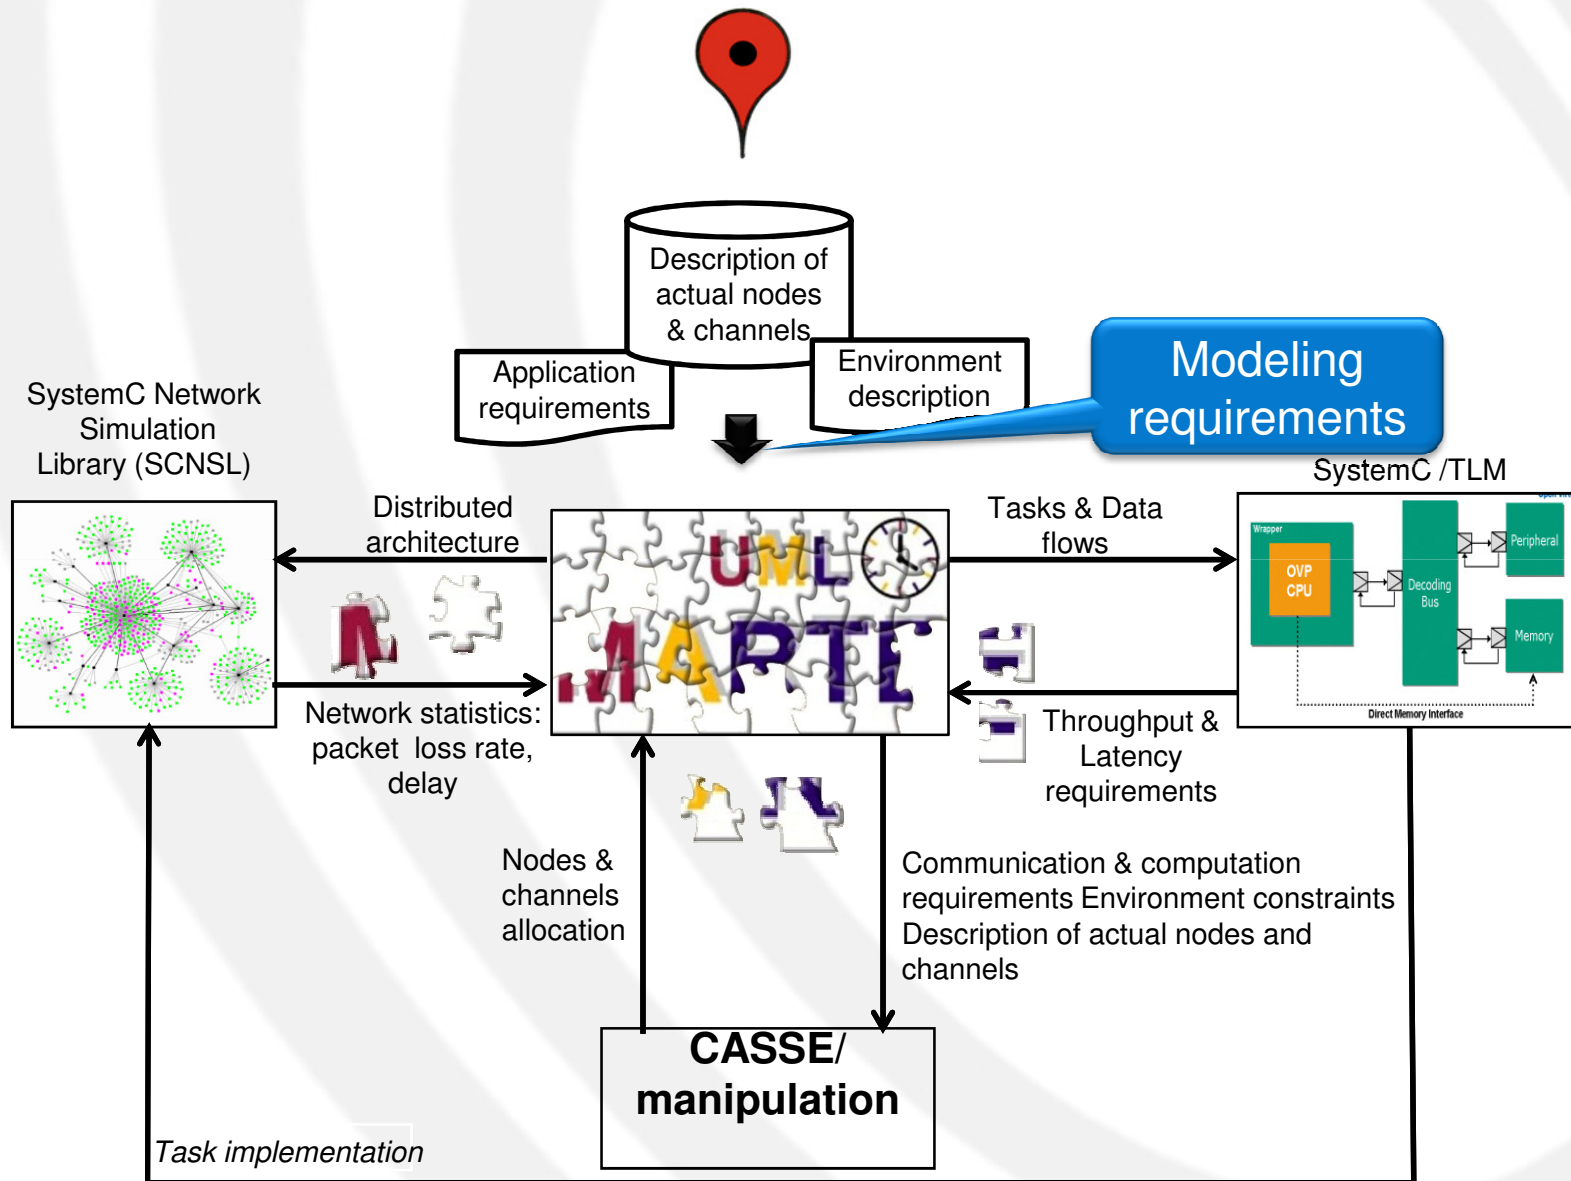 Description of
actual nodes
& channels
Application
requirements
Environment
description
Modeling
requirements
SystemC Network
Simulation
Library (SCNSL)
SystemC /TLM
Distributed
architecture
UML
MARTE
Tasks & Data
flows
Wrapper
OVP
CPU
Decoding
Bus
Peripheral
Memory
Direct Memory Interface
Network statistics:
packet loss rate,
delay
Throughput &
Latency
requirements
Nodes &
channels
allocation
Communication & computation
requirements Environment constraints
Description of actual nodes and
channels
CASSE/
manipulation
Task implementation